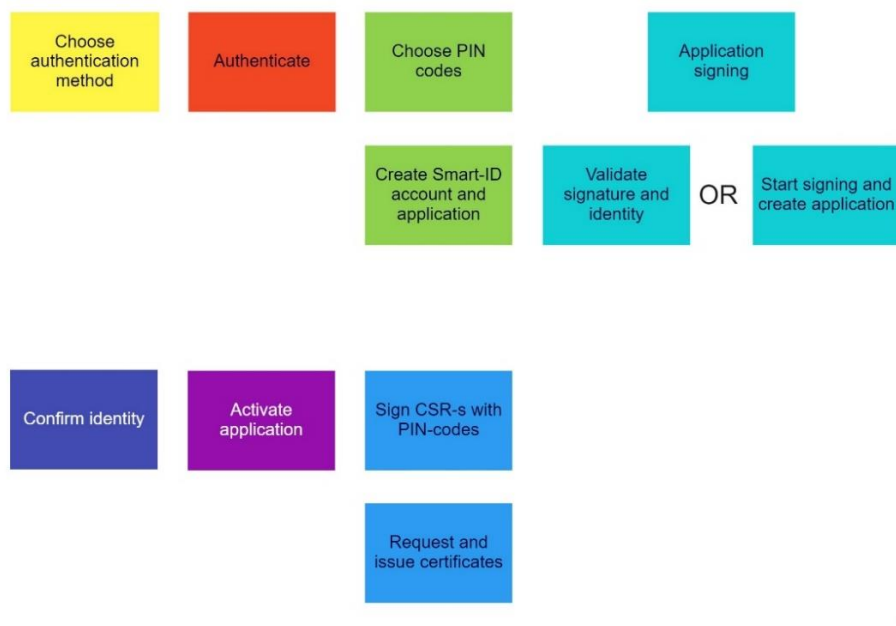 Choose
authentication
method
Authenticate
Choose PIN
codes
Application
signing
Create Smart-ID
account and
application
Validate
signature and
identity
OR
Start signing and
create application
Confirm identity
Activate
application
Sign CSR-s with
PIN-codes
Request and
issue certificates